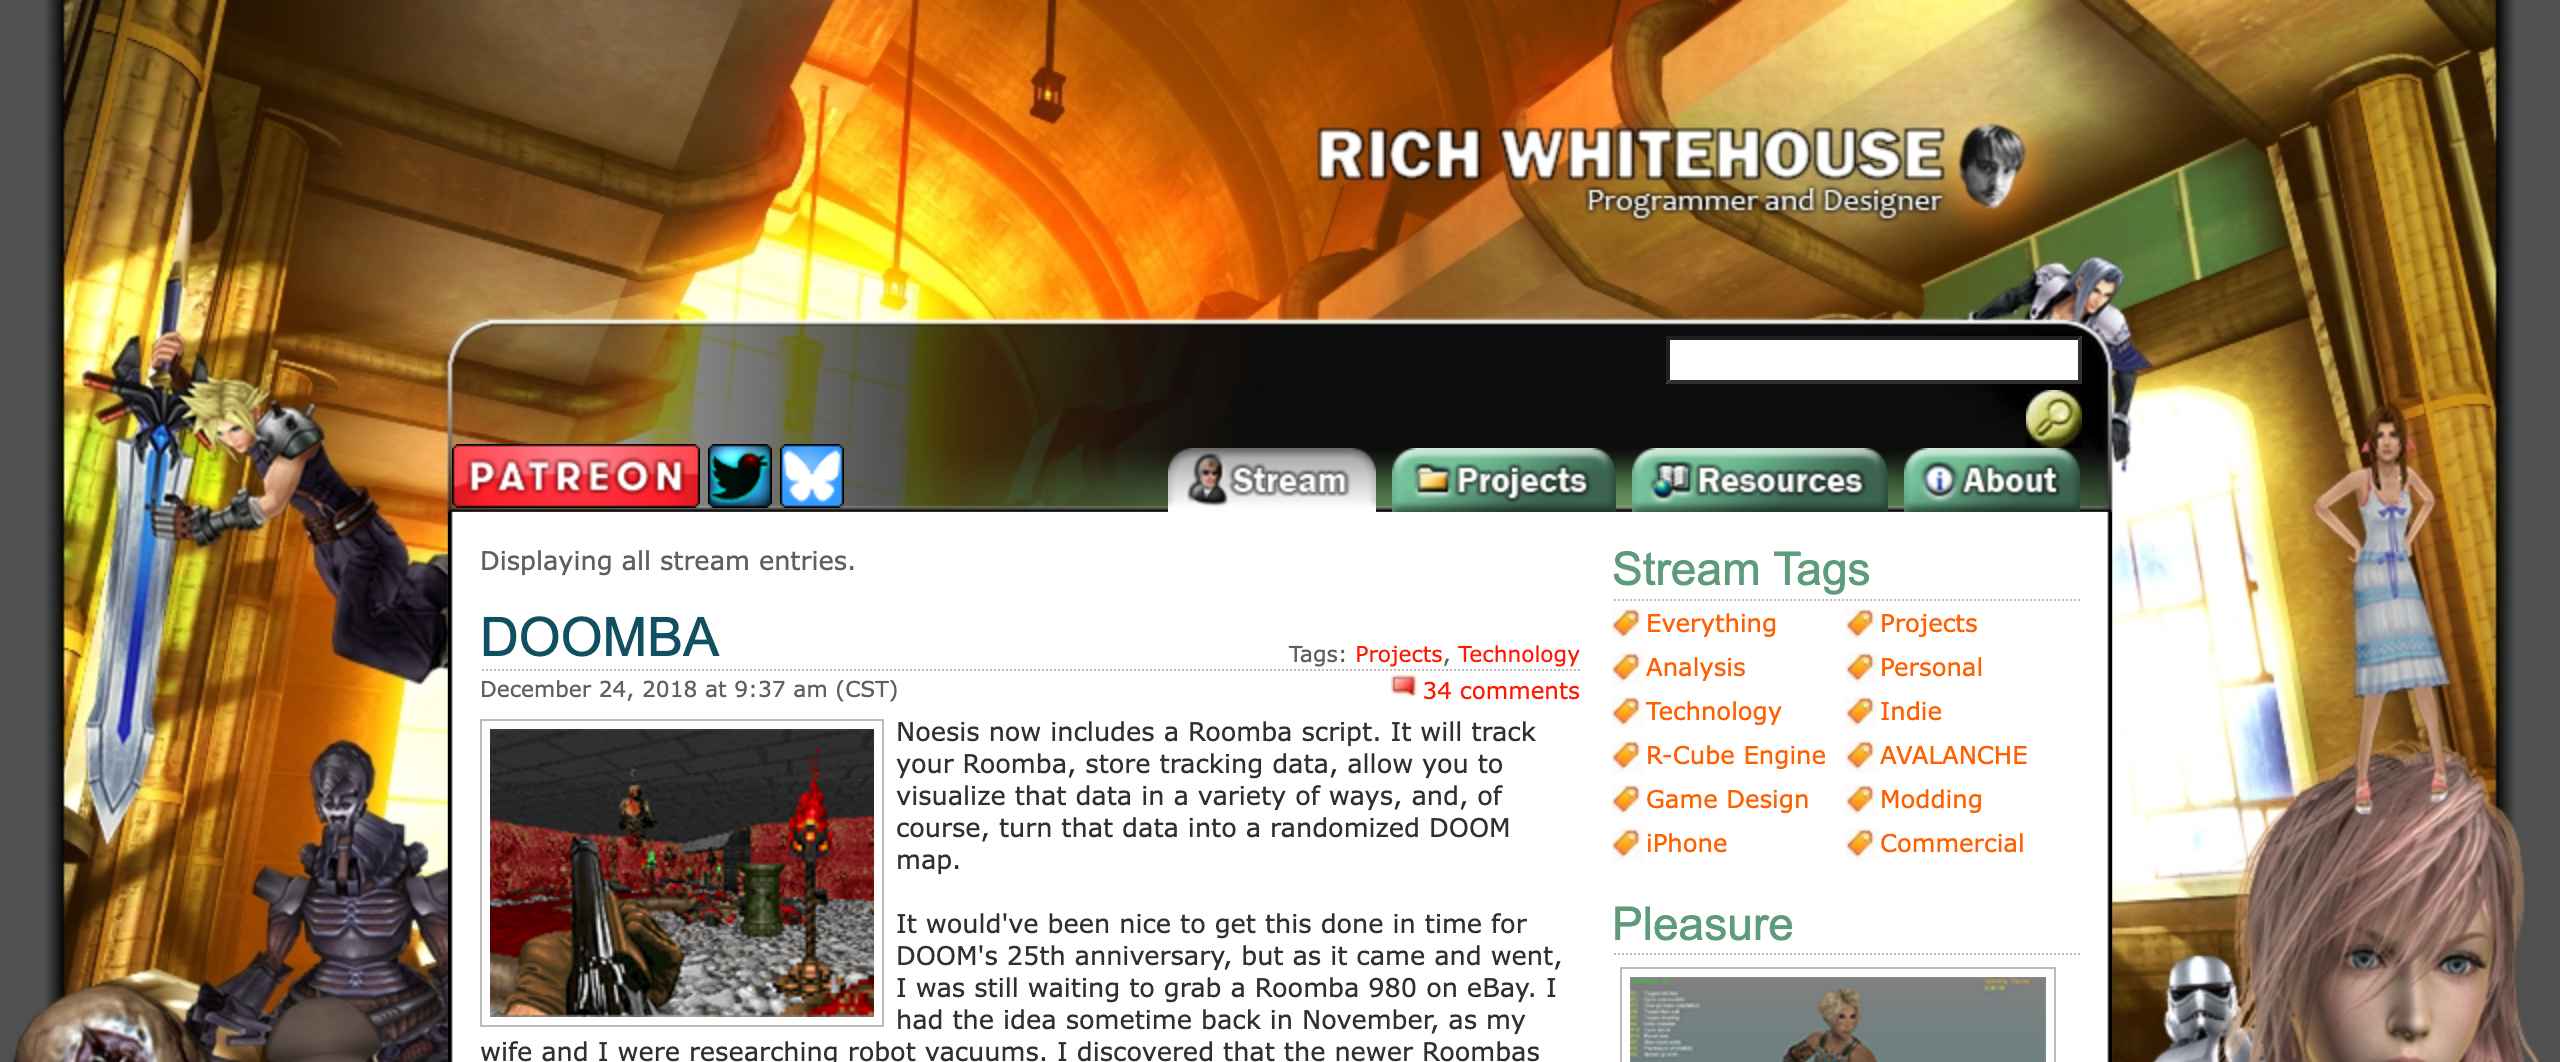 RICH WHITEHOUSE
Programmer and Designer
PATREON
Stream
Projects
Resources
About
Displaying all stream entries.
DOOMBA
Tags: Projects, Technology
December 24, 2018 at 9:37 am (CST)
34 comments
Noesis now includes a Roomba script. It will track
your Roomba, store tracking data, allow you to
visualize that data in a variety of ways, and, of
course, turn that data into a randomized DOOM
map.
It would've been nice to get this done in time for
DOOM's 25th anniversary, but as it came and went,
I was still waiting to grab a Roomba 980 on eBay. I
had the idea sometime back in November, as my
wife and I were researching robot vacuums. I discovered that the newer Roombas
Stream Tags
Everything
Projects
Analysis
Personal
Technology
Indie
R-Cube Engine
AVALANCHE
Game Design
Modding
iPhone
Commercial
Pleasure